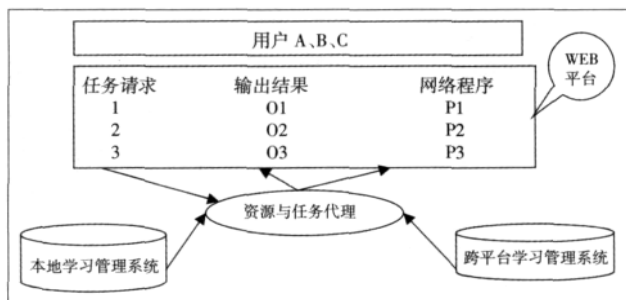 用户 A、B、C
WEB
平台
任务请求 输出结果 网络程序
1 O1 P1
2 O2 P2
3 O3 P3
资源与任务代理
本地学习管理系统
跨平台学习管理系统